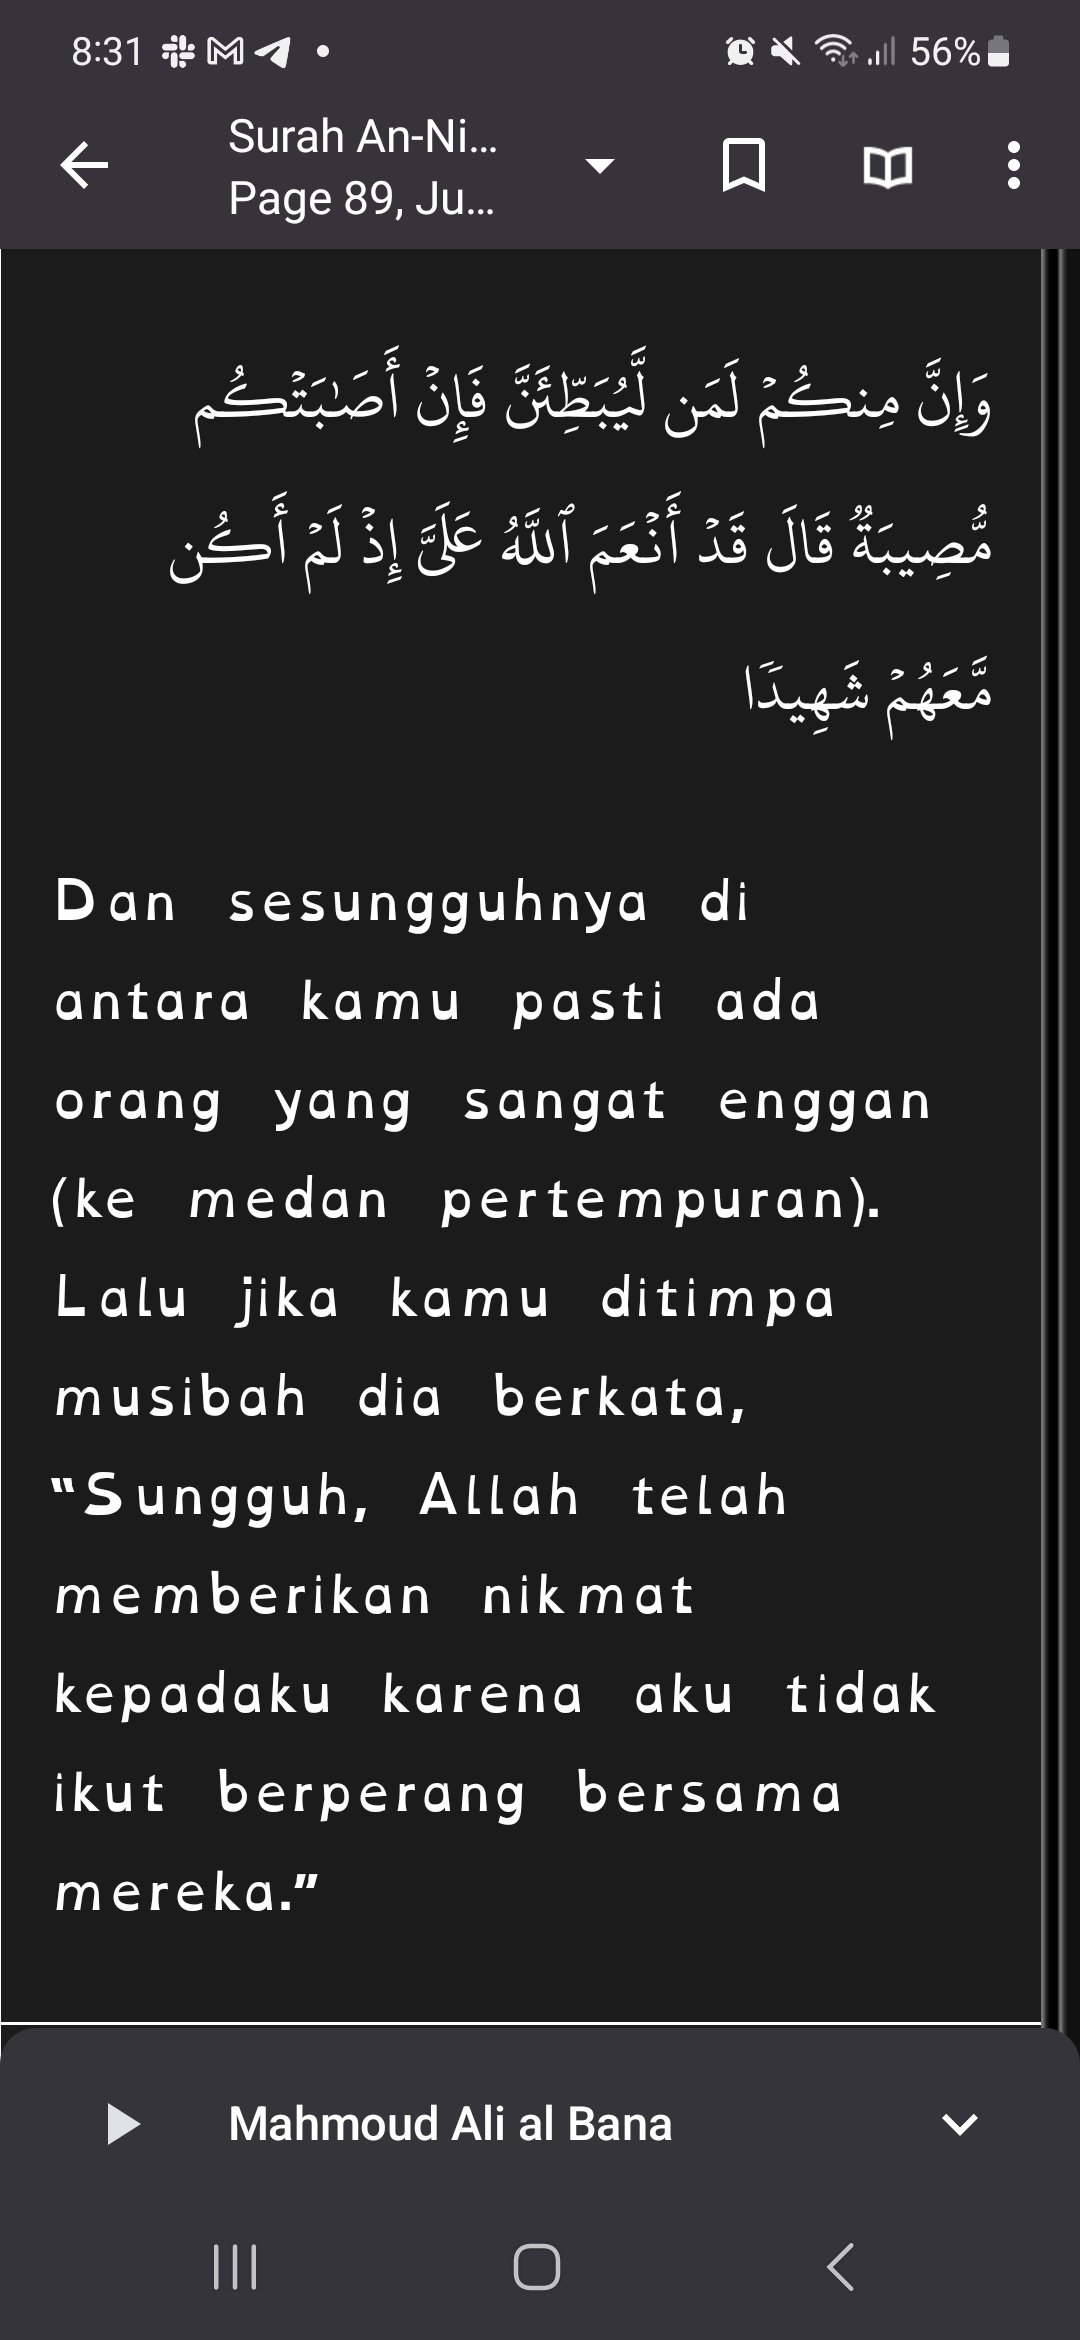 8:31
56%
Surah An-Ni...
Page 89, Ju...
وَإِنَّ مِنكُمۡ لَمَن لَّيُبَطِّئَنَّ فَإِنۡ أَصَٰبَتۡكُم
مُّصِيبَةٞ قَالَ قَدۡ أَنۡعَمَ ٱللَّهُ عَلَيَّ إِذۡ لَمۡ أَكُن
مَّعَهُمۡ شَهِيدٗا
Dan sesungguhnya di
antara kamu pasti ada
orang yang sangat enggan
(ke medan pertempuran).
Lalu jika kamu ditimpa
musibah dia berkata,
“Sungguh, Allah telah
memberikan nikmat
kepadaku karena aku tidak
ikut berperang bersama
mereka.”
Mahmoud Ali al Bana